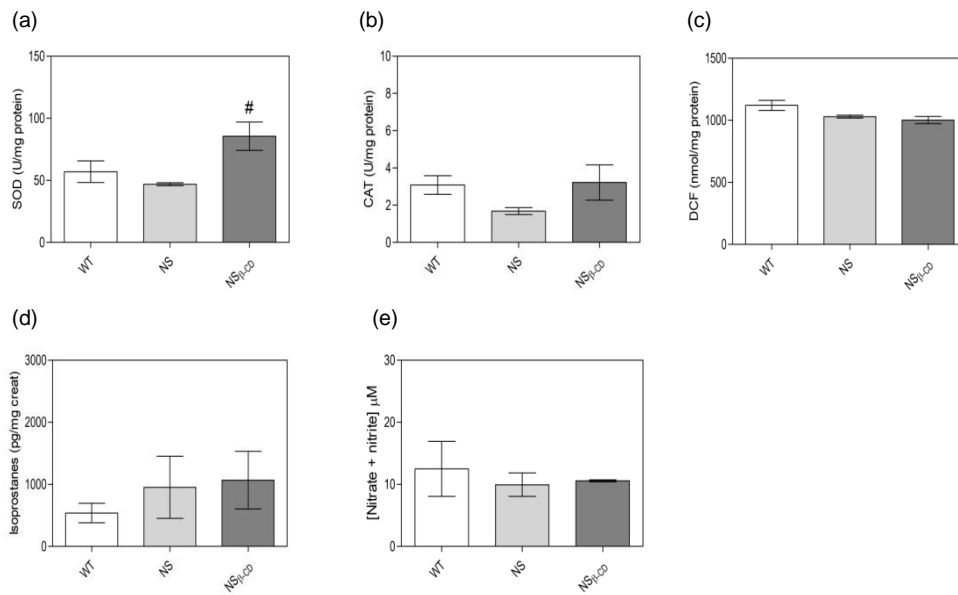 (a)
SOD (U/mg protein)
150
100
50
0
#
WT
NS
NSβ-CD
(b)
CAT (U/mg protein)
10
8
6
4
2
0
WT
NS
NSβ-CD
(c)
DCF (nmol/mg protein)
1500
1000
500
0
WT
NS
NSβ-CD
(d)
Isoprostanes (pg/mg creat)
3000
2000
1000
0
WT
NS
NSβ-CD
(e)
[Nitrate + nitrite] μM
30
20
10
0
WT
NS
NSβ-CD